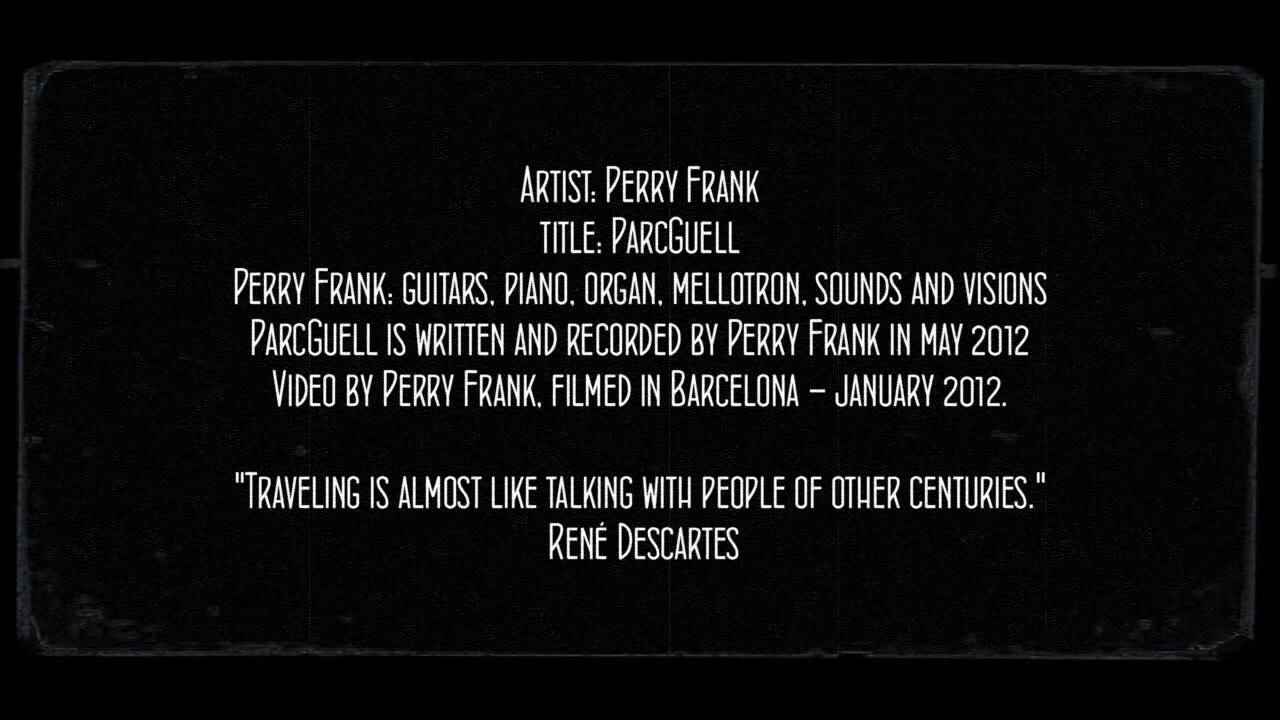 Artist: Perry Frank
title: ParcGuell
Perry Frank: guitars, piano, organ, mellotron, sounds and visions
ParcGuell is written and recorded by Perry Frank in may 2012
Video by Perry Frank, filmed in Barcelona – january 2012.
"Traveling is almost like talking with people of other centuries."
René Descartes